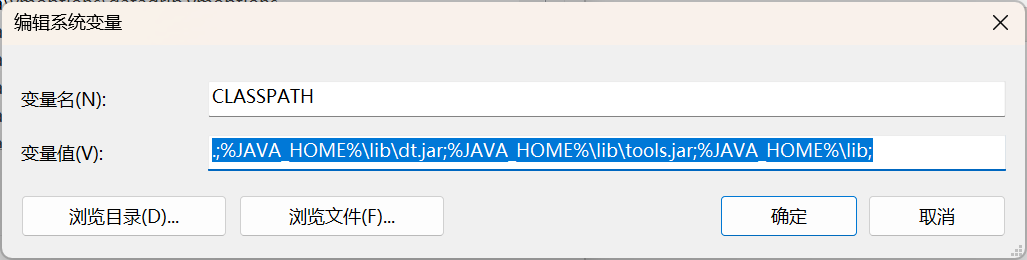 编辑系统变量
变量名(N): CLASSPATH
变量值(V): .;%JAVA_HOME%\lib\dt.jar;%JAVA_HOME%\lib\tools.jar;%JAVA_HOME%\lib;
浏览目录(D)... 浏览文件(F)... 确定 取消